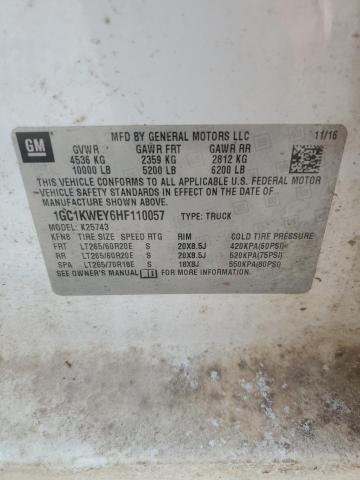 GM
MFD BY GENERAL MOTORS LLC 11/16
GVWR GAWR FRT GAWR RR
4536 KG 2359 KG 2812 KG
10000 LB 5200 LB 6200 LB
THIS VEHICLE CONFORMS TO ALL APPLICABLE U.S. FEDERAL MOTOR
-VEHICLE SAFETY STANDARDS IN EFFECT ON THE DATE OF
MANUFACTURE SHOWN ABOVE.
1GC1KWEY6HF110057 TYPE: TRUCK
MODEL: K25743
KFN8 TIRE SIZE SPEED RIM COLD TIRE PRESSURE
FRT LT265/60R20E S 20X8.5J 420KPA(60PSI)
RR LT265/60R20E S 20X8.5J 520KPA(75PSI)
SPA LT265/70R18E S 18X8J 550KPA(80PSI)
SEE OWNER'S MANUAL FOR MORE INFORMATION.